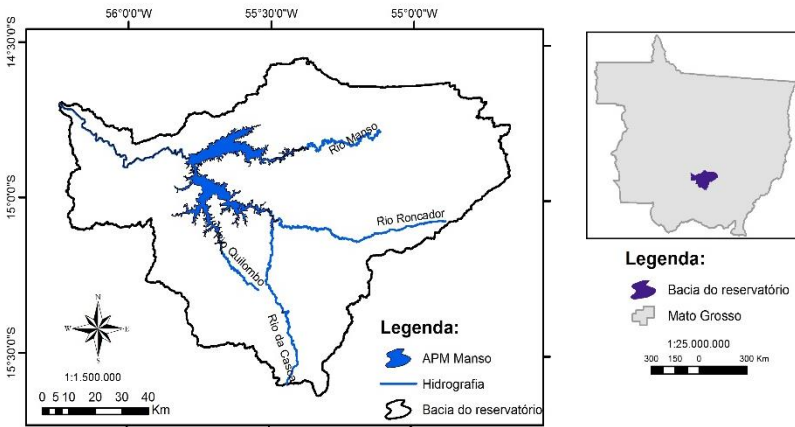 56°0'0"W 55°30'0"W 55°0'0"W
14°30'0"S
15°0'0"S
15°30'0"S
Rio Manso
Rio Roncador
Rio Quilombo
Rio da Casca
N
W E
S
1:1.500.000
0 5 10 20 30 40
Km
Legenda:
APM Manso
Hidrografia
Bacia do reservatório
Legenda:
Bacia do reservatório
Mato Grosso
1:25.000.000
300 150 0 300 Km